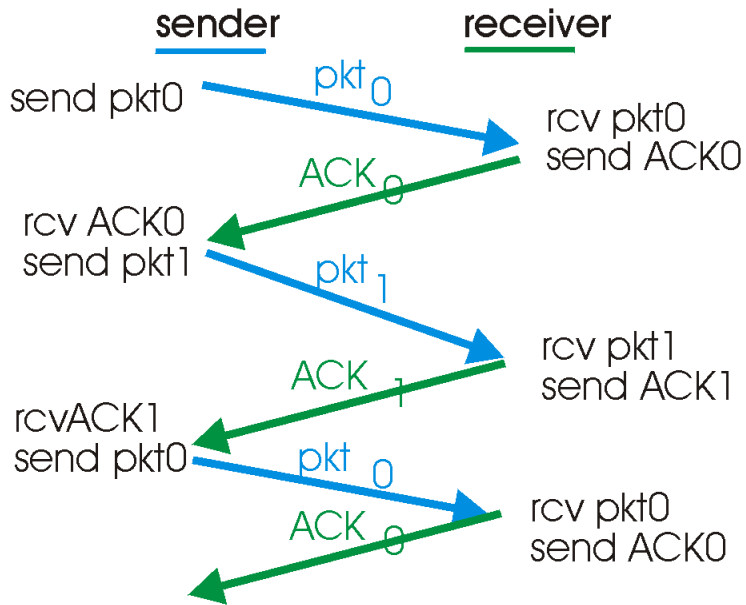 sender receiver
send pkt0
pkt0
rcv pkt0
send ACK0
ACK0
rcv ACK0
send pkt1
pkt1
rcv pkt1
send ACK1
ACK1
rcvACK1
send pkt0
pkt0
rcv pkt0
send ACK0
ACK0